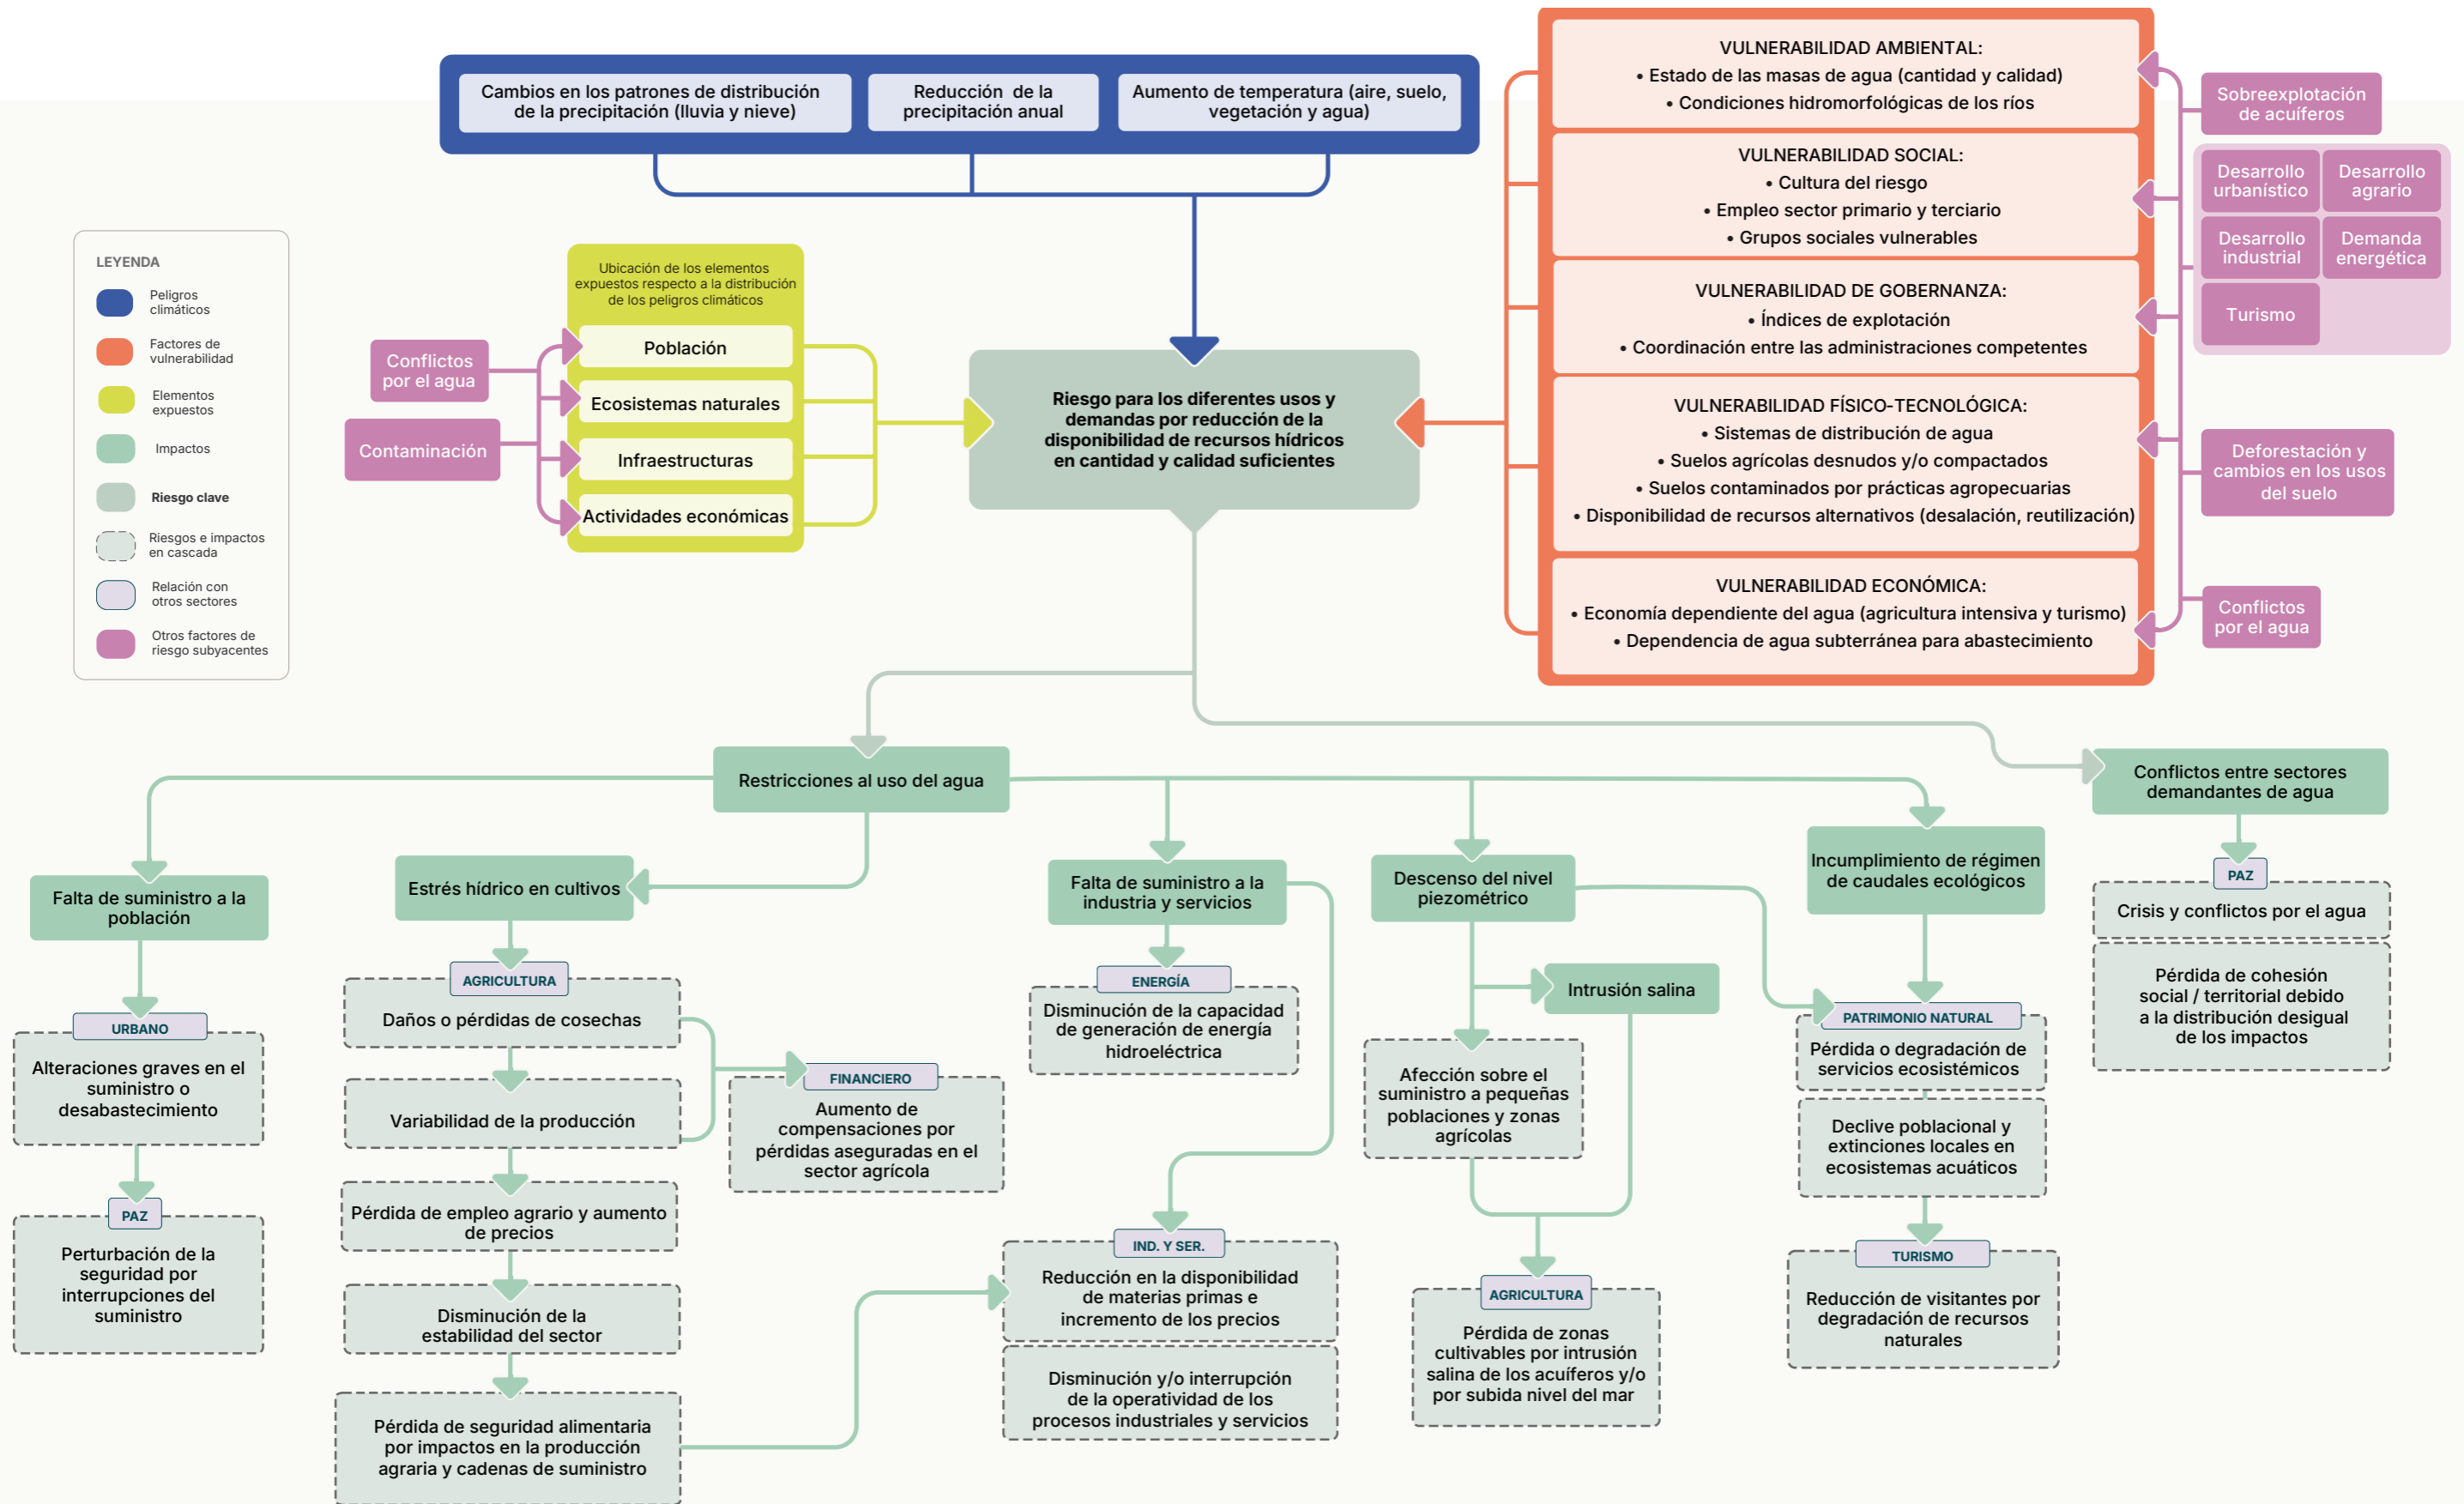 Cambios en los patrones de distribución
de la precipitación (lluvia y nieve)
Reducción de la
precipitación anual
Aumento de temperatura (aire, suelo,
vegetación y agua)
VULNERABILIDAD AMBIENTAL:
• Estado de las masas de agua (cantidad y calidad)
• Condiciones hidromorfológicas de los ríos
VULNERABILIDAD SOCIAL:
• Cultura del riesgo
• Empleo sector primario y terciario
• Grupos sociales vulnerables
VULNERABILIDAD DE GOBERNANZA:
• Índices de explotación
• Coordinación entre las administraciones competentes
VULNERABILIDAD FÍSICO-TECNOLÓGICA:
• Sistemas de distribución de agua
• Suelos agrícolas desnudos y/o compactados
• Suelos contaminados por prácticas agropecuarias
• Disponibilidad de recursos alternativos (desalación, reutilización)
VULNERABILIDAD ECONÓMICA:
• Economía dependiente del agua (agricultura intensiva y turismo)
• Dependencia de agua subterránea para abastecimiento
Sobreexplotación
de acuíferos
Desarrollo
urbanístico
Desarrollo
agrario
Desarrollo
industrial
Demanda
energética
Turismo
Deforestación y
cambios en los usos
del suelo
Conflictos
por el agua
LEYENDA
Peligros
climáticos
Factores de
vulnerabilidad
Elementos
expuestos
Impactos
Riesgo clave
Riesgos e impactos
en cascada
Relación con
otros sectores
Otros factores de
riesgo subyacentes
Conflictos
por el agua
Contaminación
Ubicación de los elementos
expuestos respecto a la distribución
de los peligros climáticos
Población
Ecosistemas naturales
Infraestructuras
Actividades económicas
Riesgo para los diferentes usos y
demandas por reducción de la
disponibilidad de recursos hídricos
en cantidad y calidad suficientes
Restricciones al uso del agua
Conflictos entre sectores
demandantes de agua
Falta de suministro a la
población
URBANO
Alteraciones graves en el
suministro o
desabastecimiento
PAZ
Perturbación de la
seguridad por
interrupciones del
suministro
Estrés hídrico en cultivos
AGRICULTURA
Daños o pérdidas de cosechas
Variabilidad de la producción
Pérdida de empleo agrario y aumento
de precios
Disminución de la
estabilidad del sector
Pérdida de seguridad alimentaria
por impactos en la producción
agraria y cadenas de suministro
FINANCIERO
Aumento de
compensaciones por
pérdidas aseguradas en el
sector agrícola
Falta de suministro a la
industria y servicios
ENERGÍA
Disminución de la capacidad
de generación de energía
hidroeléctrica
IND. Y SER.
Reducción en la disponibilidad
de materias primas e
incremento de los precios
Disminución y/o interrupción
de la operatividad de los
procesos industriales y servicios
Descenso del nivel
piezométrico
Intrusión salina
Afección sobre el
suministro a pequeñas
poblaciones y zonas
agrícolas
AGRICULTURA
Pérdida de zonas
cultivables por intrusión
salina de los acuíferos y/o
por subida nivel del mar
Incumplimiento de régimen
de caudales ecológicos
PATRIMONIO NATURAL
Pérdida o degradación de
servicios ecosistémicos
Declive poblacional y
extinciones locales en
ecosistemas acuáticos
TURISMO
Reducción de visitantes por
degradación de recursos
naturales
PAZ
Crisis y conflictos por el agua
Pérdida de cohesión
social / territorial debido
a la distribución desigual
de los impactos